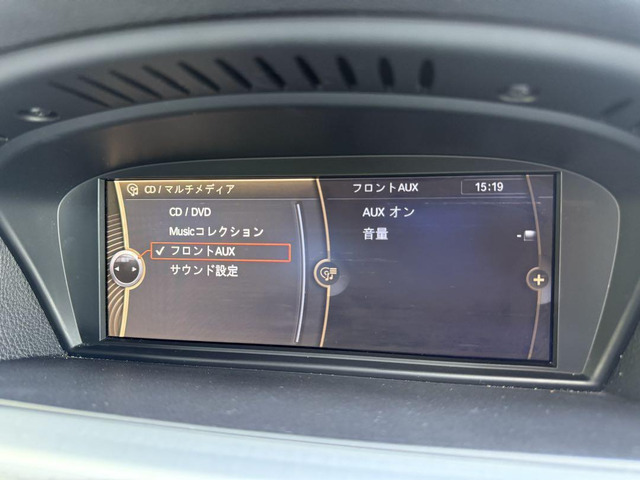 CD / マルチメディア
フロントAUX
15:19
CD / DVD
Musicコレクション
✓ フロントAUX
サウンド設定
AUX オン
音量